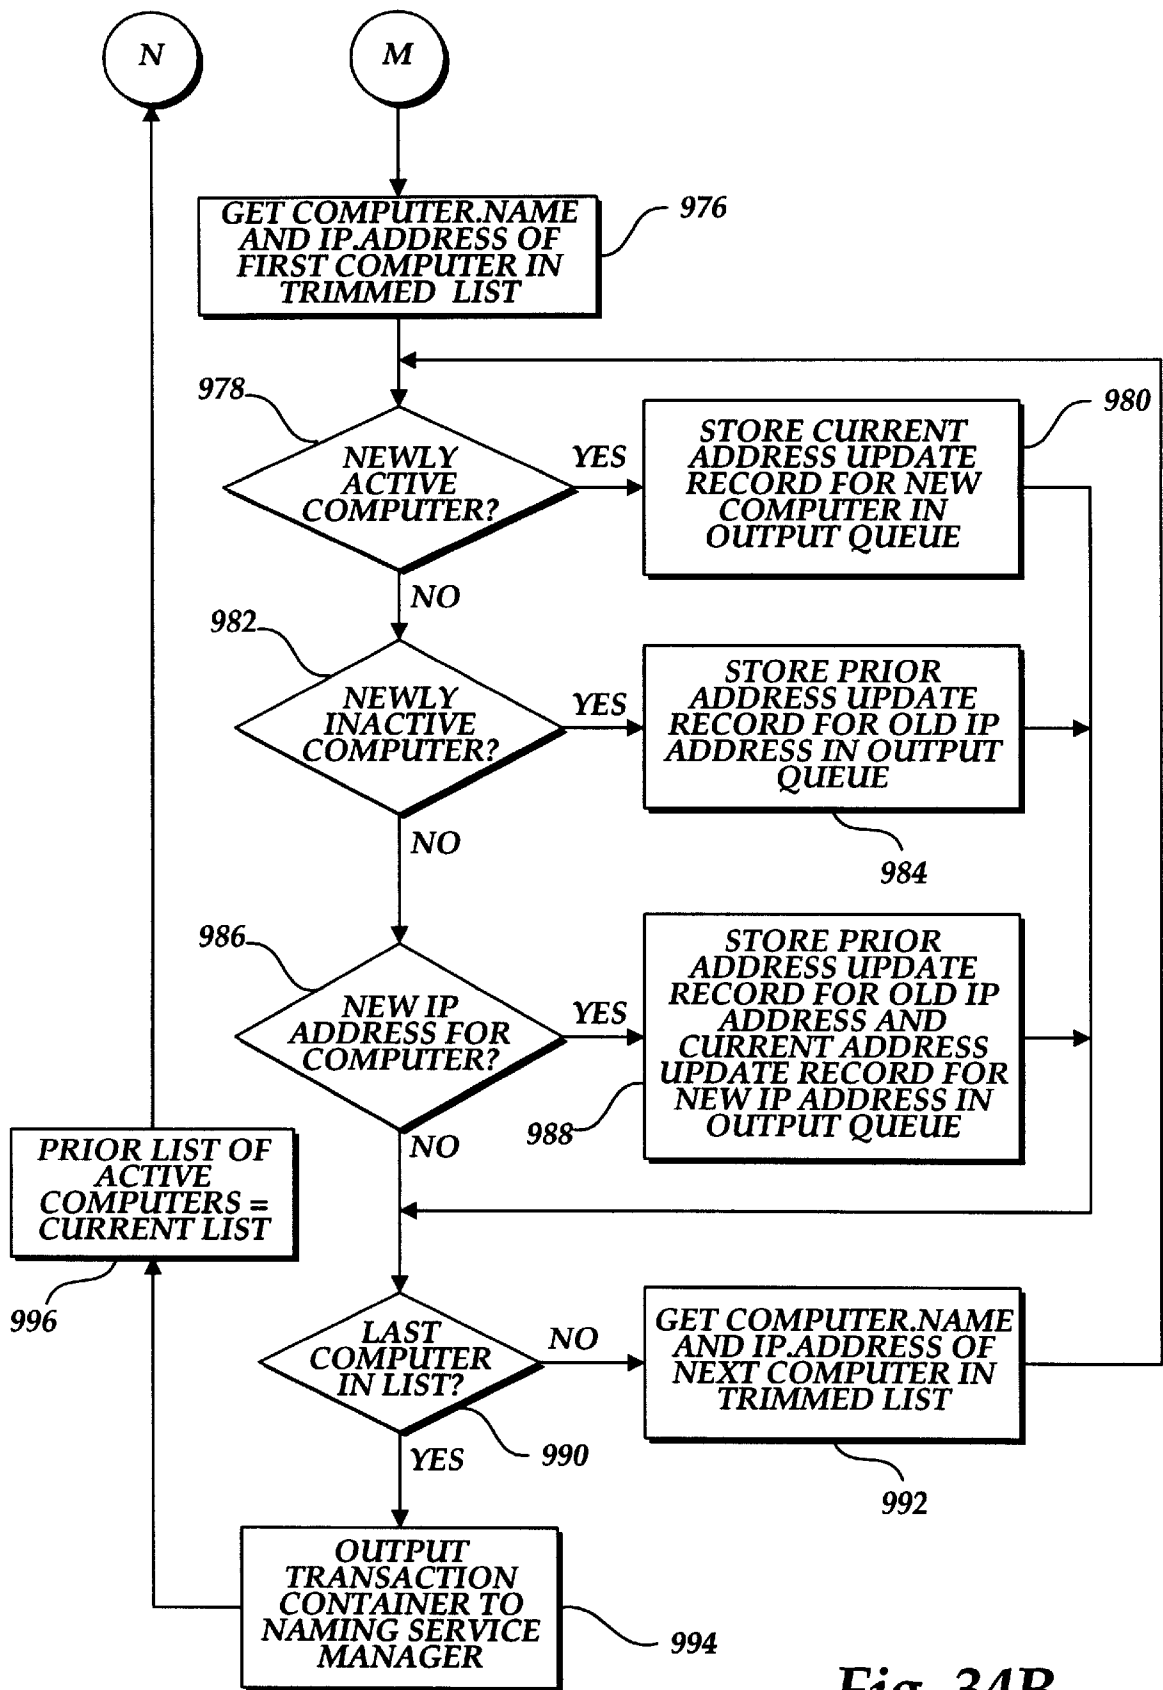 N
M
GET COMPUTER.NAME
AND IP.ADDRESS OF
FIRST COMPUTER IN
TRIMMED LIST
976
978
NEWLY
ACTIVE
COMPUTER?
YES
STORE CURRENT
ADDRESS UPDATE
RECORD FOR NEW
COMPUTER IN
OUTPUT QUEUE
980
NO
982
NEWLY
INACTIVE
COMPUTER?
YES
STORE PRIOR
ADDRESS UPDATE
RECORD FOR OLD IP
ADDRESS IN OUTPUT
QUEUE
984
NO
986
NEW IP
ADDRESS FOR
COMPUTER?
YES
STORE PRIOR
ADDRESS UPDATE
RECORD FOR OLD IP
ADDRESS AND
CURRENT ADDRESS
UPDATE RECORD FOR
NEW IP ADDRESS IN
OUTPUT QUEUE
988
NO
PRIOR LIST OF
ACTIVE
COMPUTERS =
CURRENT LIST
996
LAST
COMPUTER
IN LIST?
NO
GET COMPUTER.NAME
AND IP.ADDRESS OF
NEXT COMPUTER IN
TRIMMED LIST
990
992
YES
OUTPUT
TRANSACTION
CONTAINER TO
NAMING SERVICE
MANAGER
994
Fig. 34B